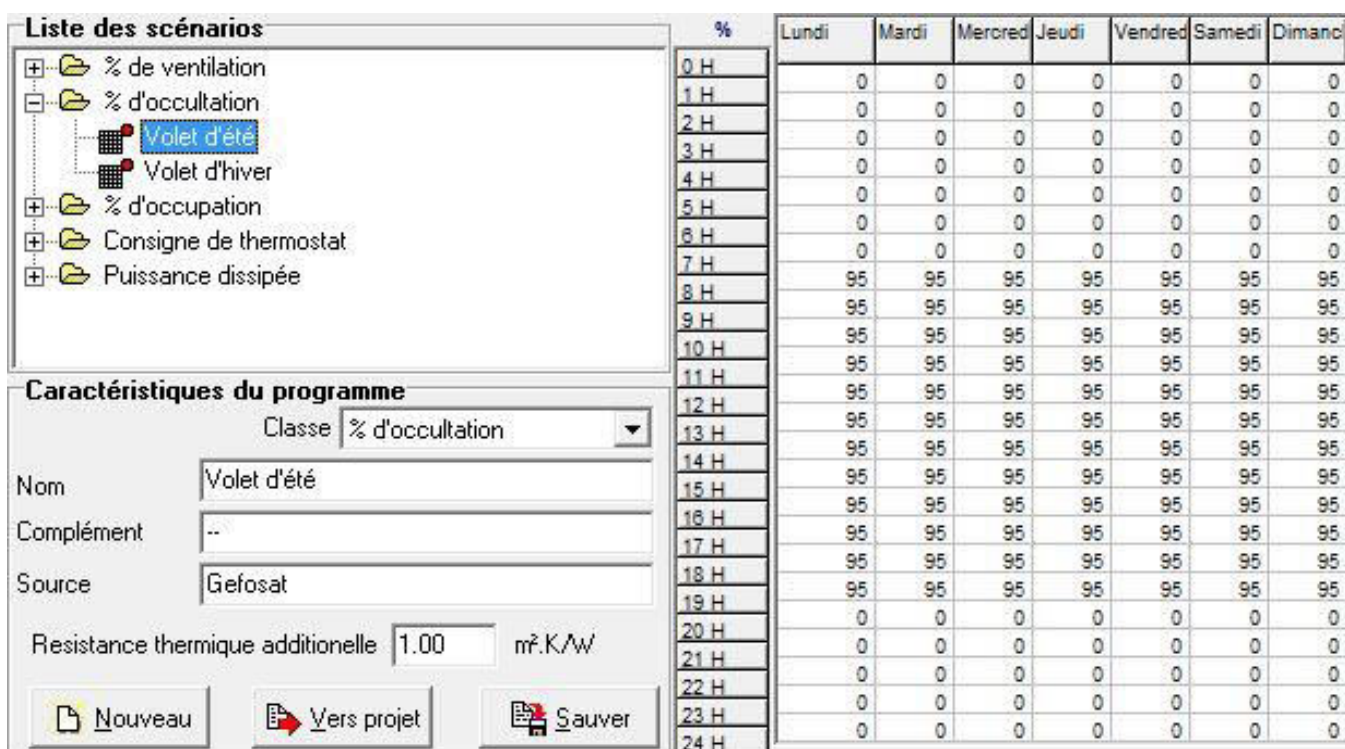 Liste des scénarios
% de ventilation
% d'occultation
Volet d'été
Volet d'hiver
% d'occupation
Consigne de thermostat
Puissance dissipée
Caractéristiques du programme
Classe % d'occultation
Nom Volet d'été
Complément --
Source Gefosat
Resistance thermique additionelle 1.00 m².K/W
Nouveau Vers projet Sauver
% Lundi Mardi Mercred Jeudi Vendred Samedi Dimanc
0 H
0 0 0 0 0 0 0
1 H
0 0 0 0 0 0 0
2 H
0 0 0 0 0 0 0
3 H
0 0 0 0 0 0 0
4 H
0 0 0 0 0 0 0
5 H
0 0 0 0 0 0 0
6 H
0 0 0 0 0 0 0
7 H
95 95 95 95 95 95 95
8 H
95 95 95 95 95 95 95
9 H
95 95 95 95 95 95 95
10 H
95 95 95 95 95 95 95
11 H
95 95 95 95 95 95 95
12 H
95 95 95 95 95 95 95
13 H
95 95 95 95 95 95 95
14 H
95 95 95 95 95 95 95
15 H
95 95 95 95 95 95 95
16 H
95 95 95 95 95 95 95
17 H
95 95 95 95 95 95 95
18 H
95 95 95 95 95 95 95
19 H
0 0 0 0 0 0 0
20 H
0 0 0 0 0 0 0
21 H
0 0 0 0 0 0 0
22 H
0 0 0 0 0 0 0
23 H
0 0 0 0 0 0 0
24 H